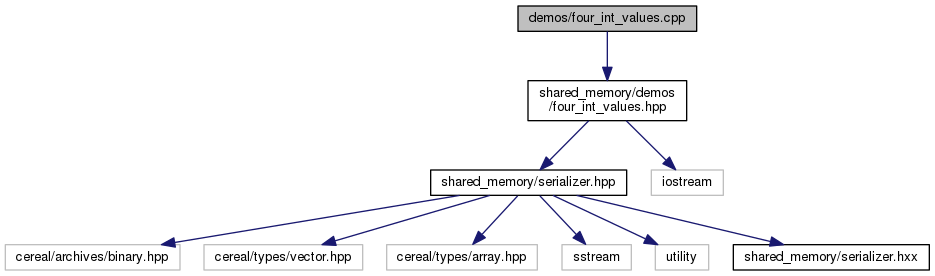 demos/four_int_values.cpp
shared_memory/demos
/four_int_values.hpp
shared_memory/serializer.hpp
iostream
cereal/archives/binary.hpp
cereal/types/vector.hpp
cereal/types/array.hpp
sstream
utility
shared_memory/serializer.hxx